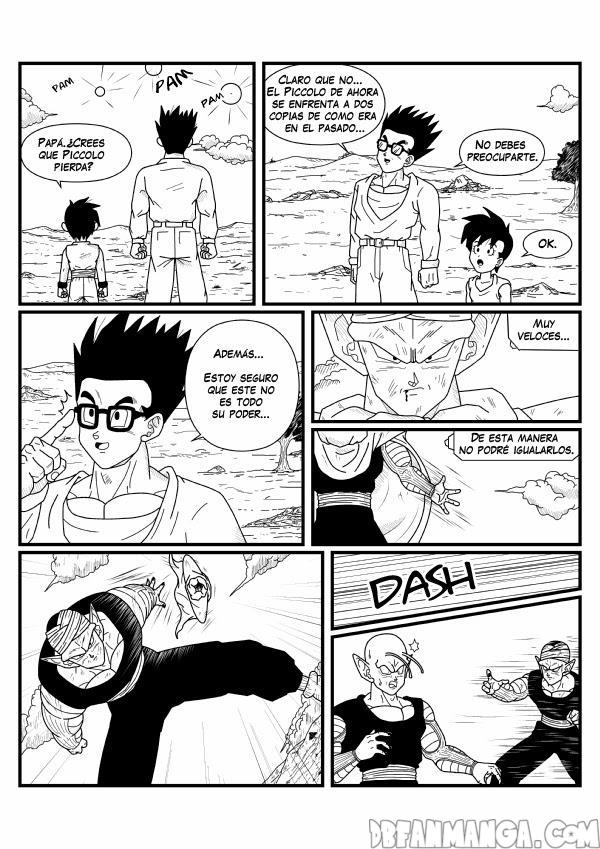 PAM
PAM
PAM
PAPÁ.¿CREES
QUE PICCOLO
PIERDA?
CLARO QUE NO...
EL PICCOLO DE AHORA
SE ENFRENTA A DOS
COPIAS DE COMO ERA
EN EL PASADO...
NO DEBES
PREOCUPARTE.
OK.
ADEMÁS...
ESTOY SEGURO
QUE ESTE NO
ES TODO
SU PODER...
MUY
VELOCES...
DE ESTA MANERA
NO PODRÉ IGUALARLOS.
DASH
DBFANMANGA.COM